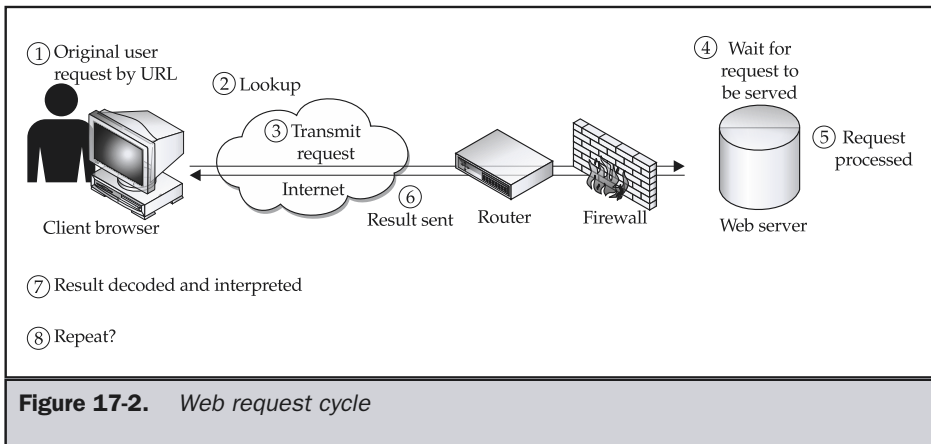 ① Original user
request by URL
② Lookup
③ Transmit
request
Internet
④ Wait for
request to
be served
⑤ Request
processed
⑥
Result sent
Client browser
Router
Firewall
Web server
⑦ Result decoded and interpreted
⑧ Repeat?
Figure 17-2. Web request cycle